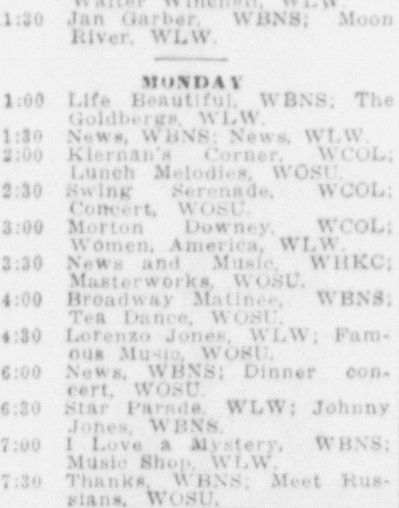 Walter Winchell, WLW.
1:30 Jan Garber, WBNS; Moon
River, WLW.
MONDAY
1:00 Life Beautiful, WBNS; The
Goldbergs, WLW.
1:30 News, WBNS; News, WLW.
2:00 Kiernan's Corner, WCOL;
Lunch Melodies, WOSU.
2:30 Swing Serenade, WCOL;
Concert, WOSU.
3:00 Morton Downey, WCOL;
Women, America, WLW.
3:30 News and Music, WHKC;
Masterworks, WOSU.
4:00 Broadway Matinee, WBNS;
Tea Dance, WOSU.
4:30 Lorenzo Jones, WLW; Fam-
ous Music, WOSU.
6:00 News, WBNS; Dinner con-
cert, WOSU.
6:30 Star Parade, WLW; Johnny
Jones, WBNS.
7:00 I Love a Mystery, WBNS;
Music Shop, WLW.
7:30 Thanks, WBNS; Meet Rus-
sians, WOSU.